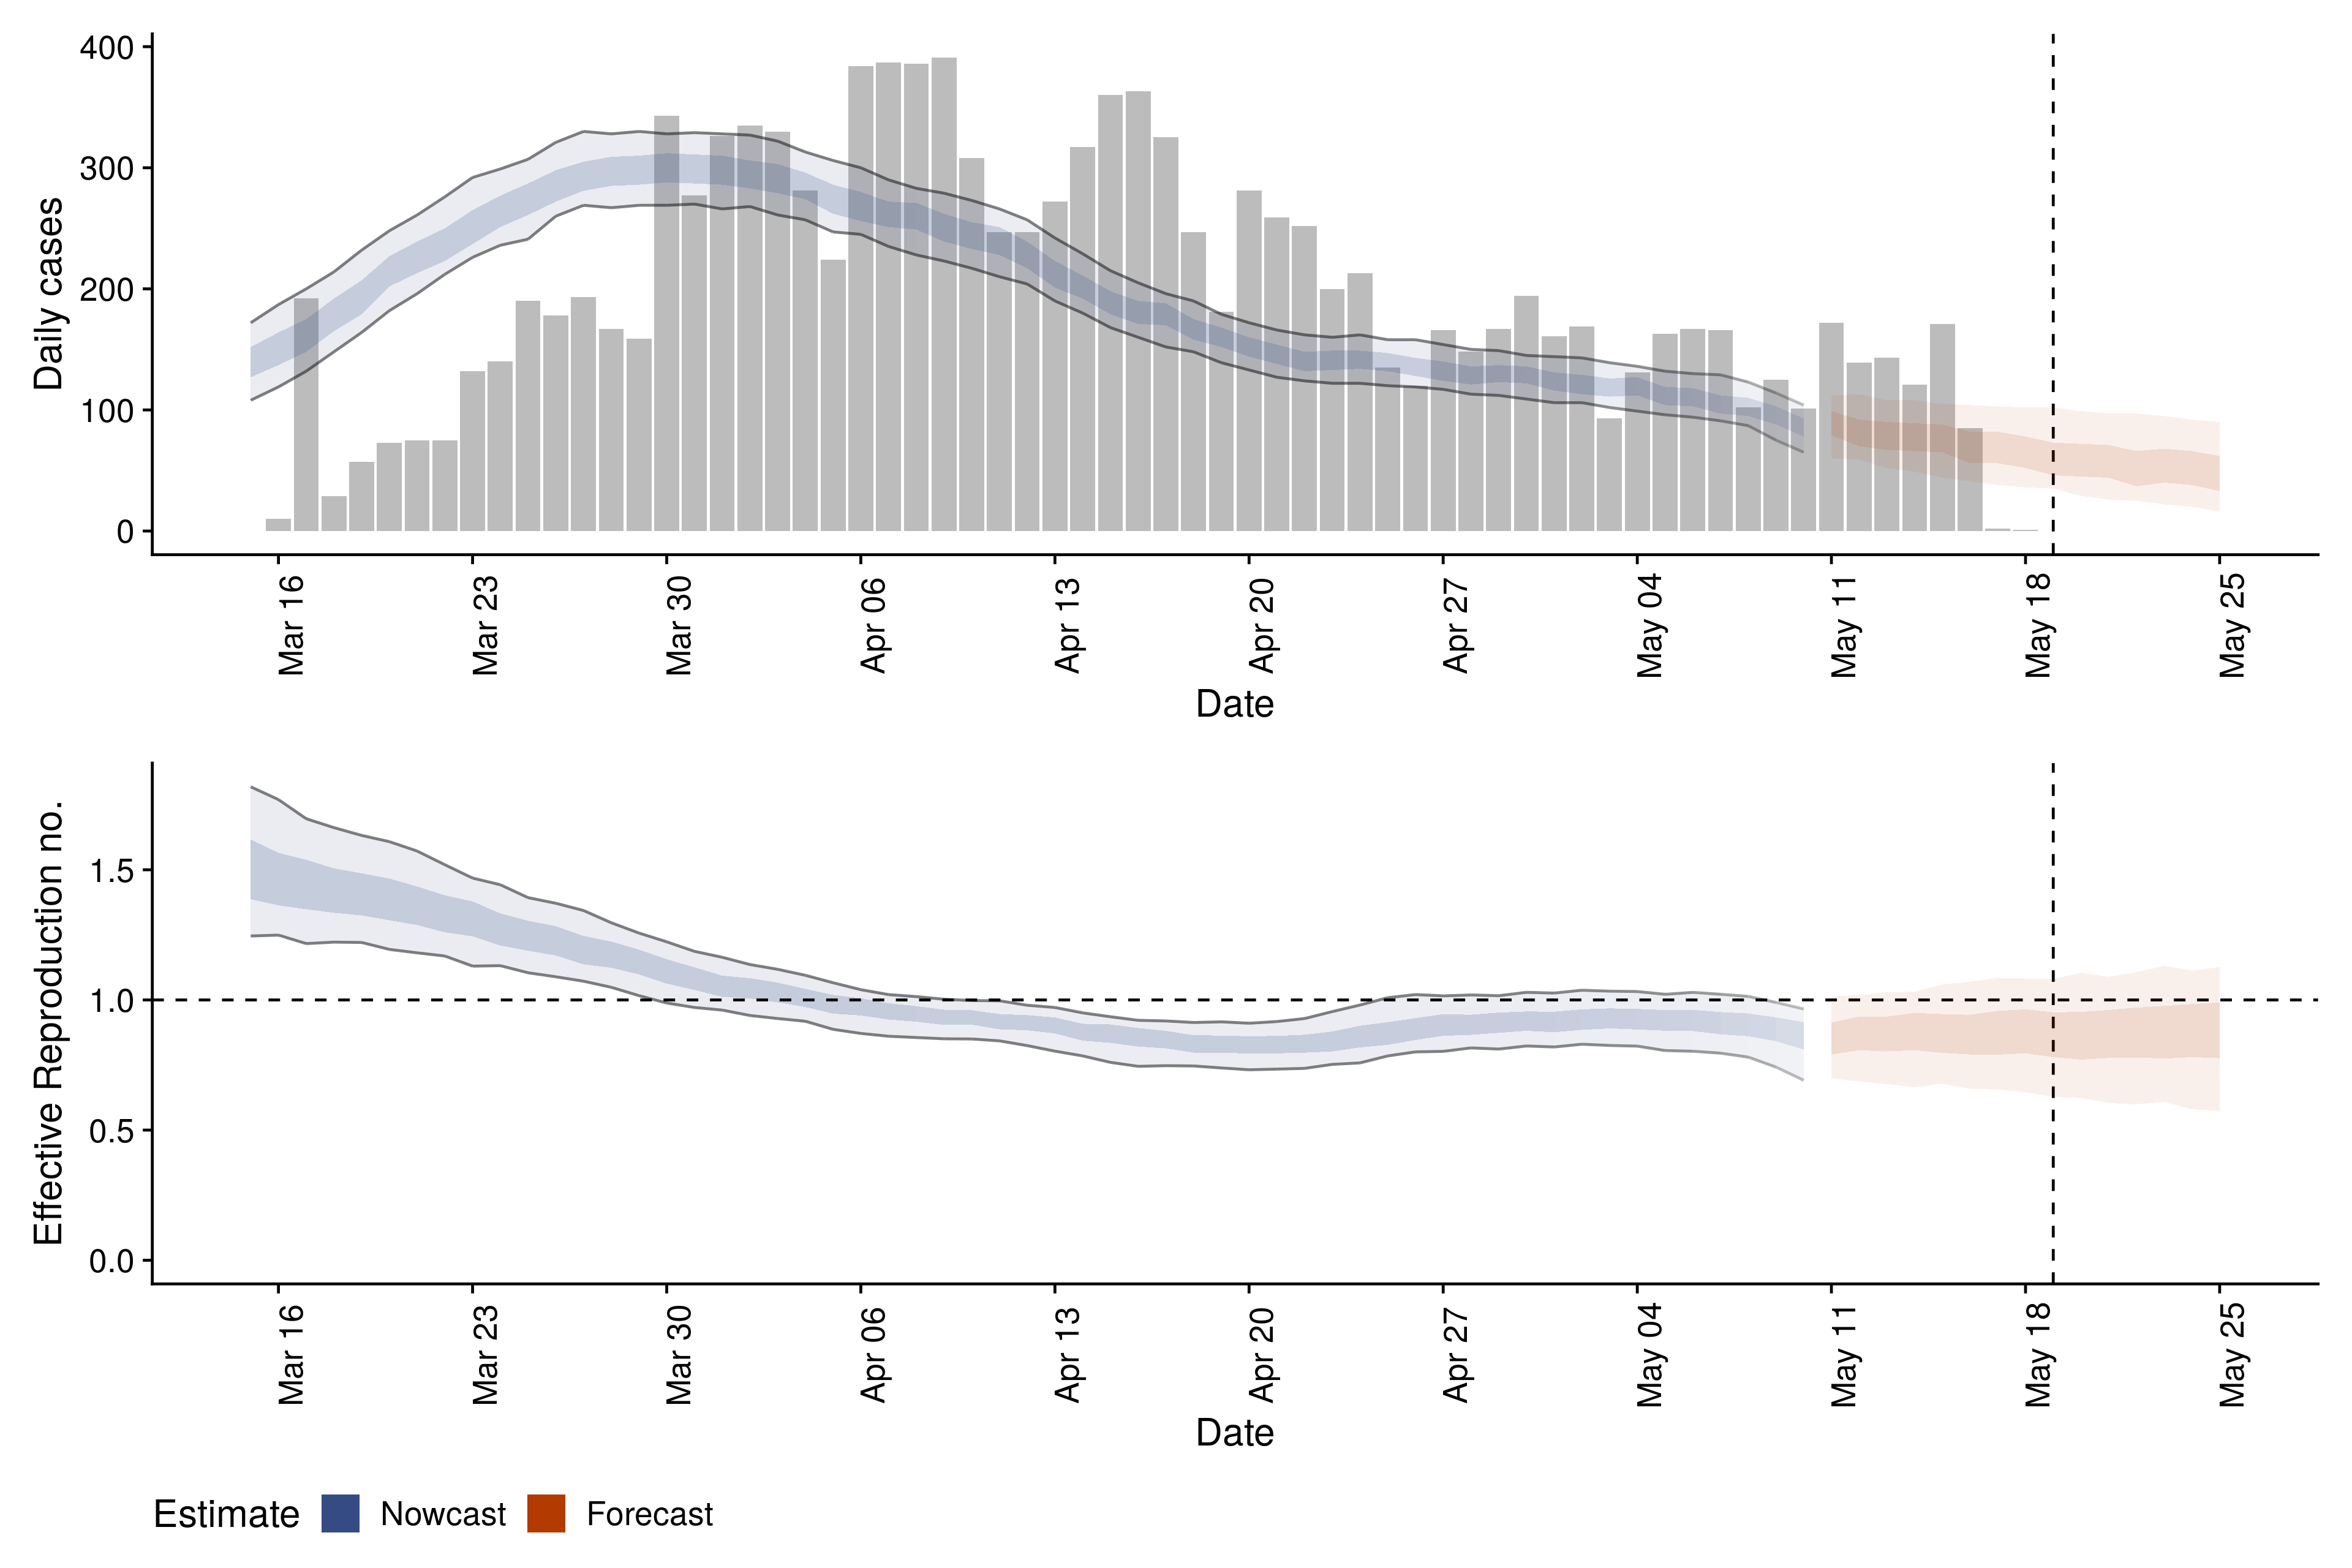 Daily cases
400
300
200
100
0
Mar 16
Mar 23
Mar 30
Apr 06
Apr 13
Apr 20
Apr 27
May 04
May 11
May 18
May 25
Date
Effective Reproduction no.
1.5
1.0
0.5
0.0
Mar 16
Mar 23
Mar 30
Apr 06
Apr 13
Apr 20
Apr 27
May 04
May 11
May 18
May 25
Date
Estimate Nowcast Forecast